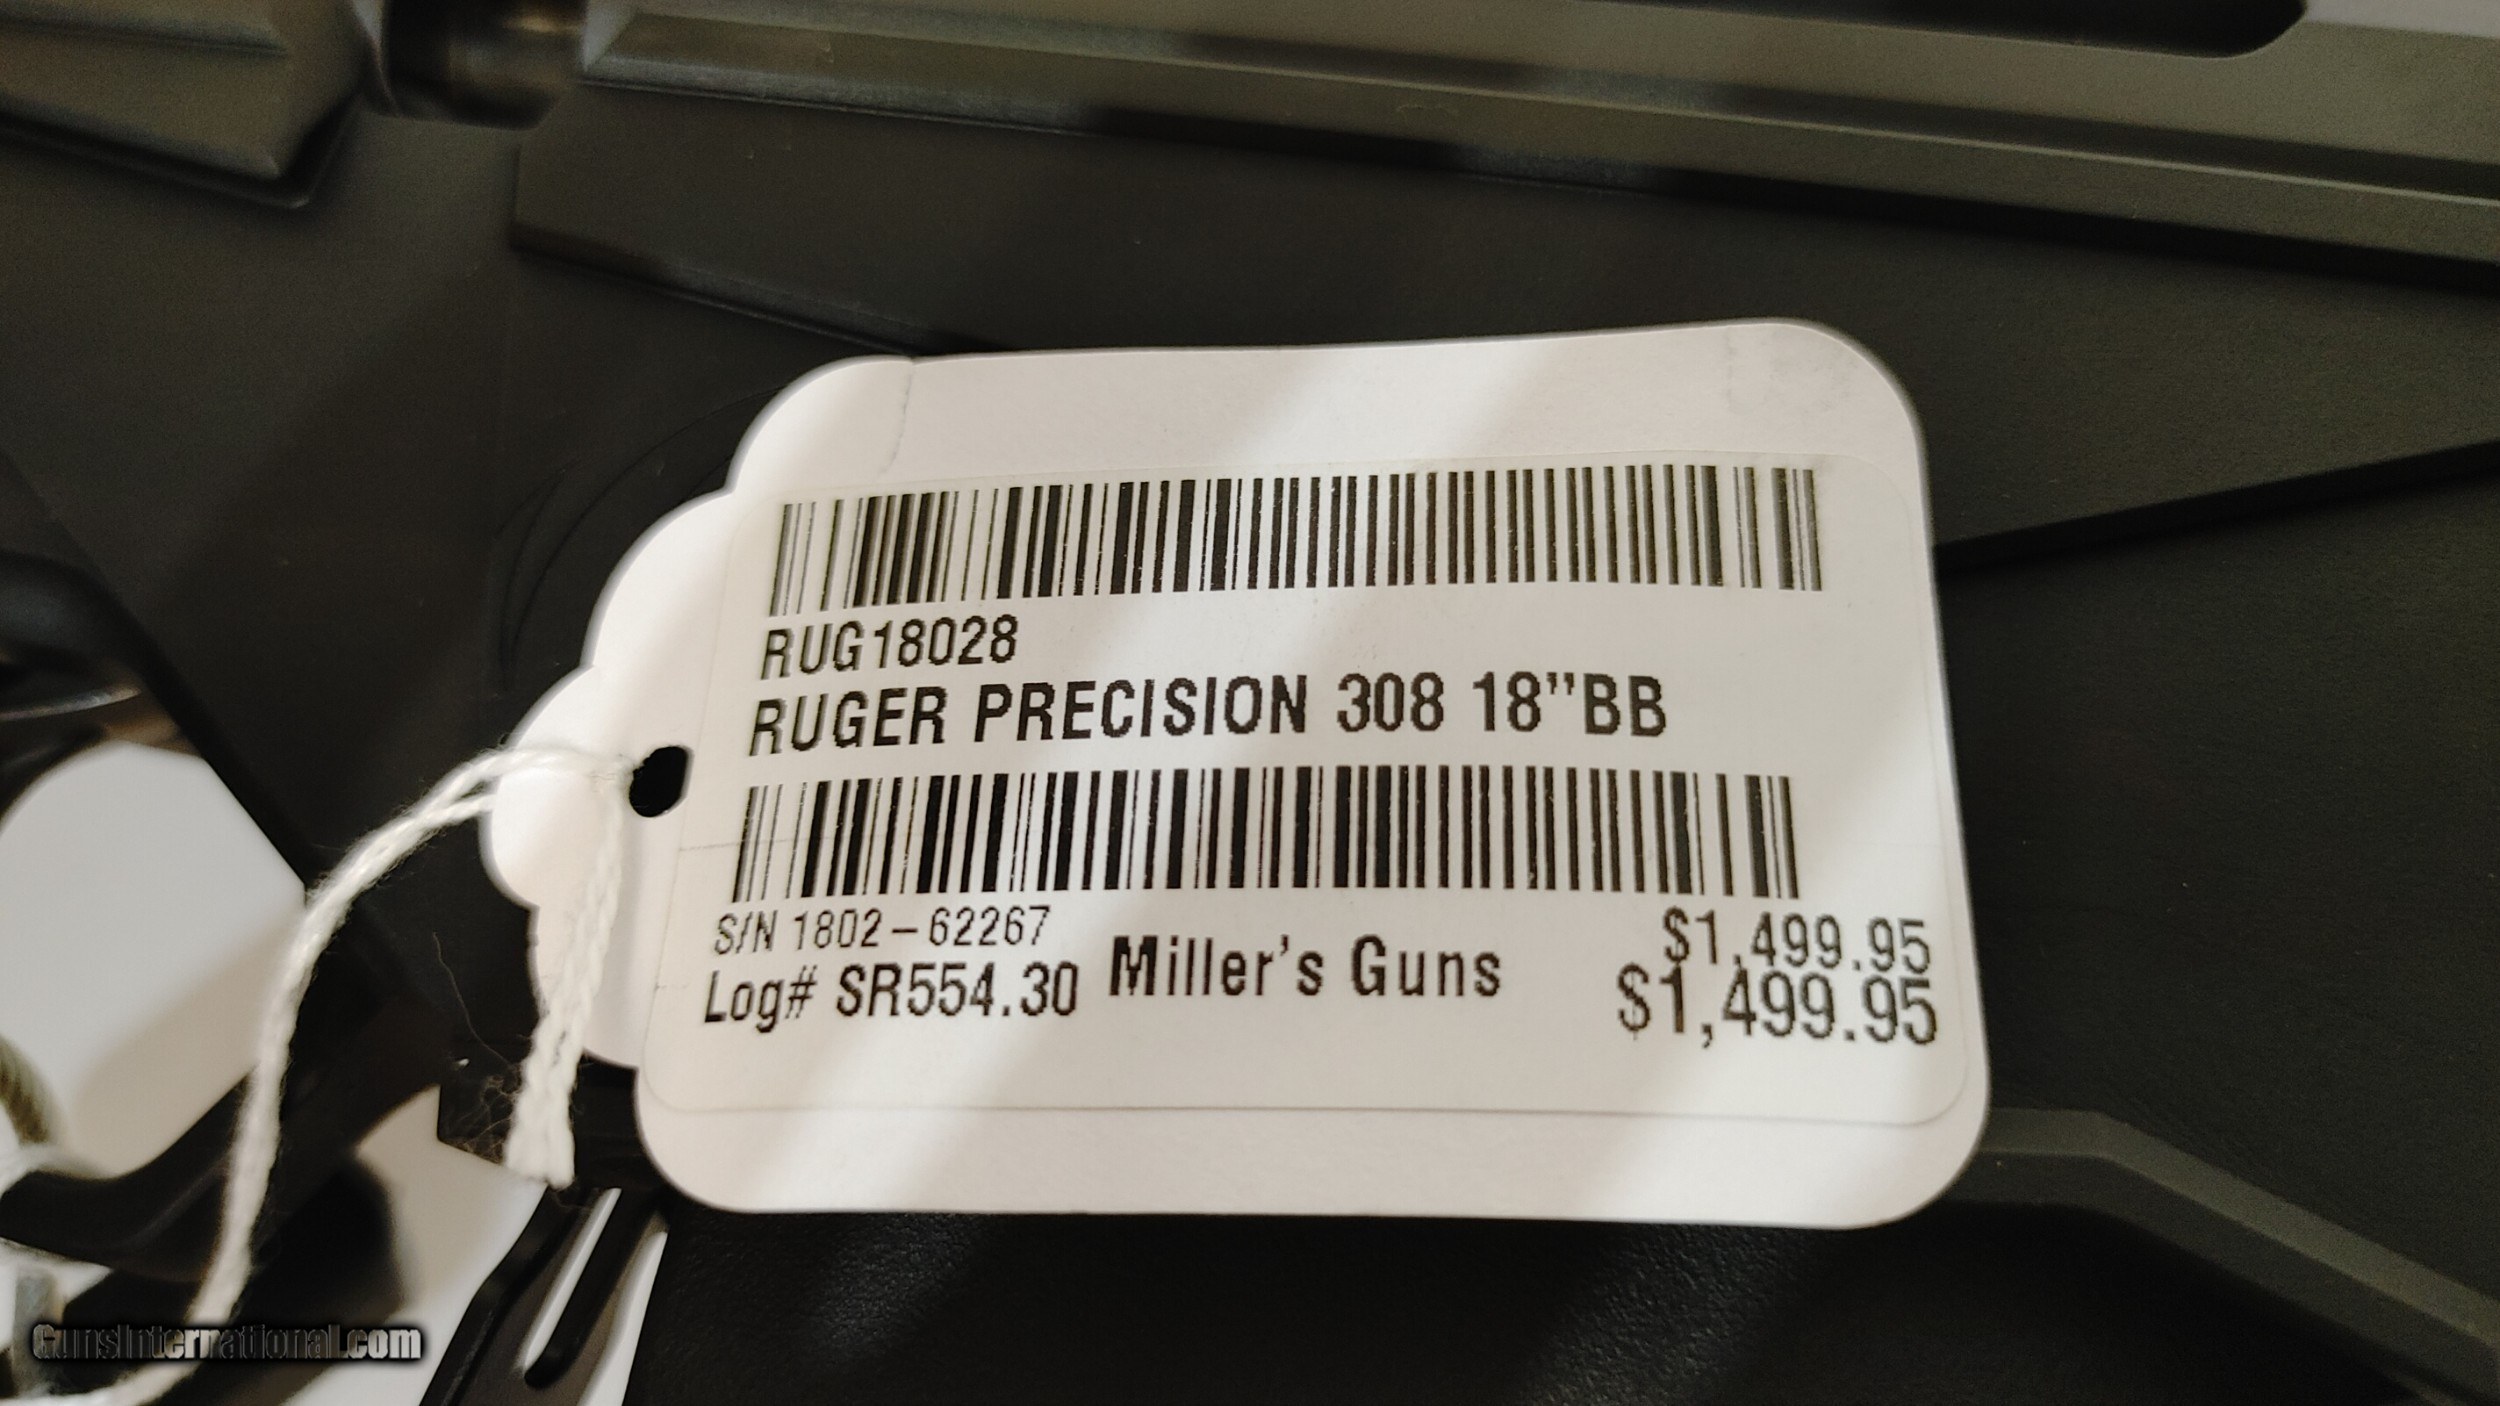 RUG18028
RUGER PRECISION 308 18"BB
S/N 1802-62267
Log# SR554.30
Miller's Guns
$1,499.95
$1,499.95
GunsInternational.com